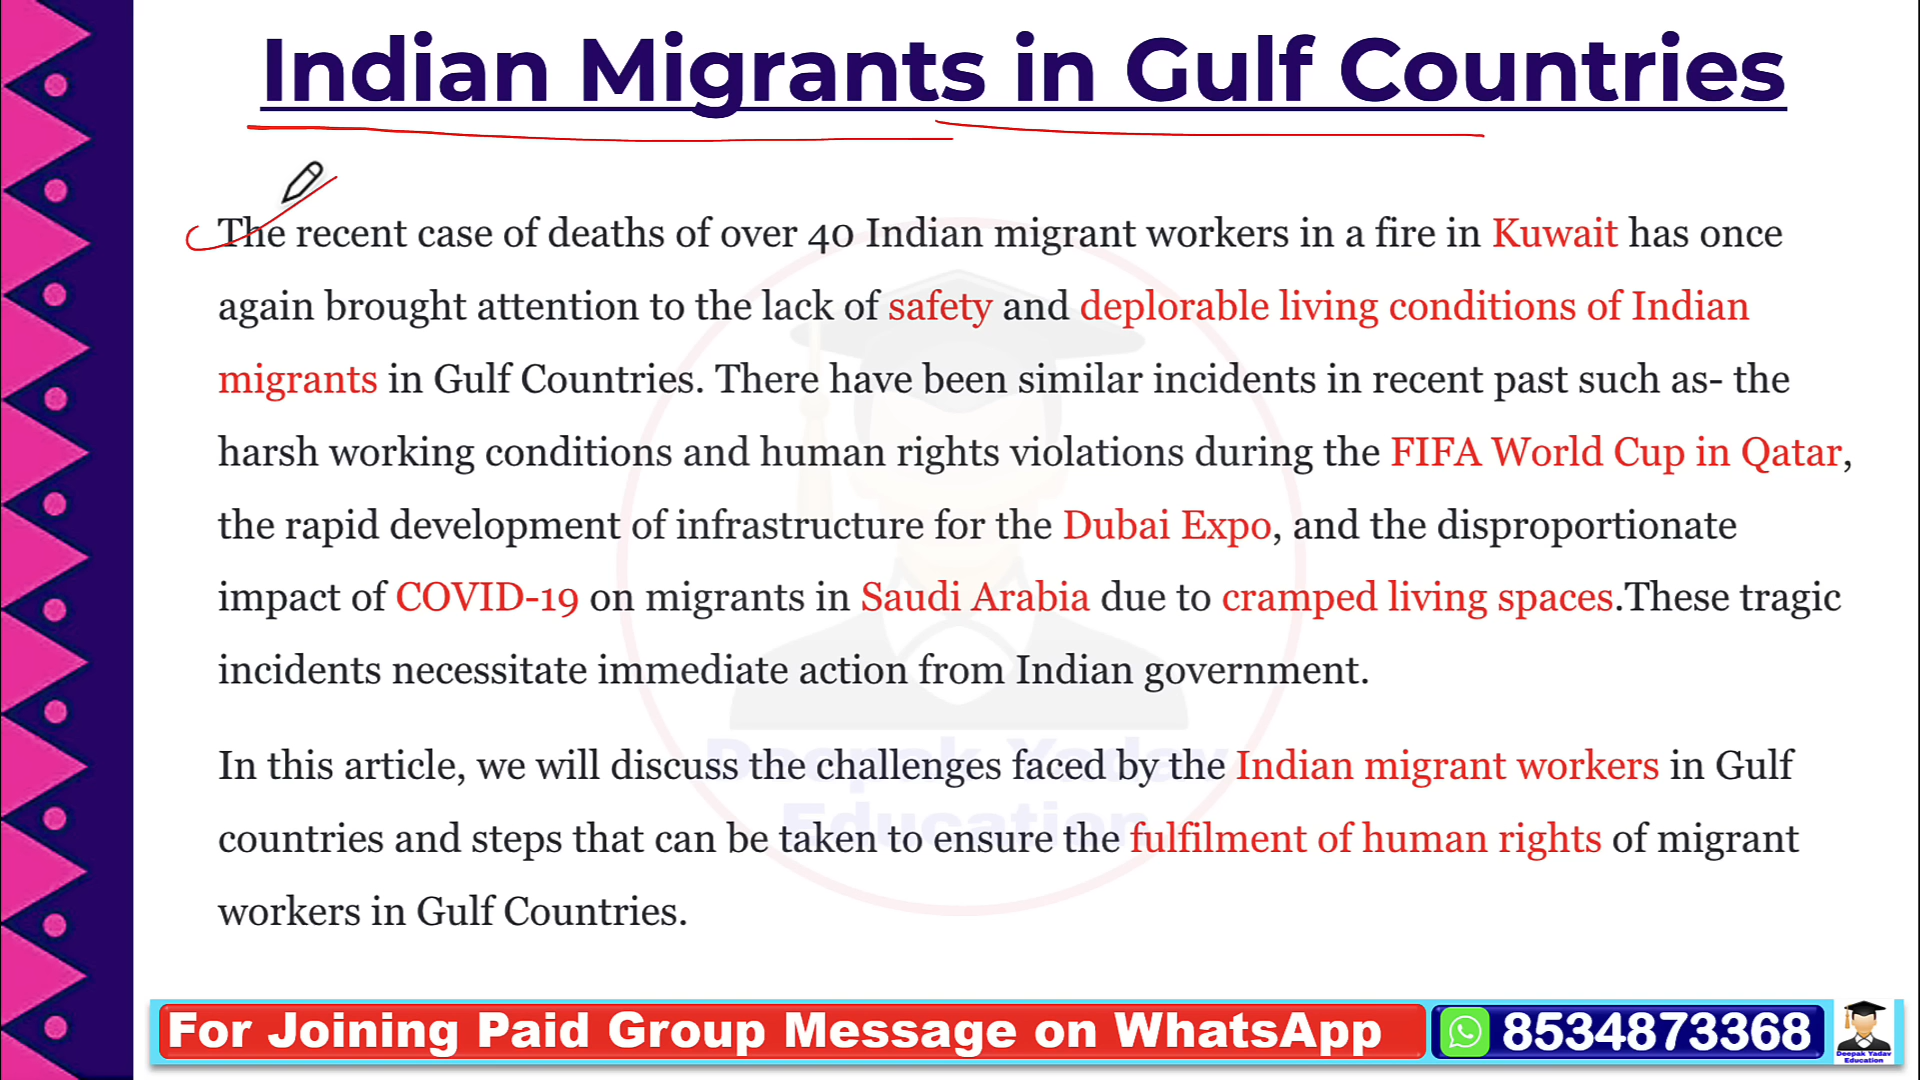 Indian Migrants in Gulf Countries
The recent case of deaths of over 40 Indian migrant workers in a fire in Kuwait has once
again brought attention to the lack of safety and deplorable living conditions of Indian
migrants in Gulf Countries. There have been similar incidents in recent past such as- the
harsh working conditions and human rights violations during the FIFA World Cup in Qatar,
the rapid development of infrastructure for the Dubai Expo, and the disproportionate
impact of COVID-19 on migrants in Saudi Arabia due to cramped living spaces.These tragic
incidents necessitate immediate action from Indian government.
In this article, we will discuss the challenges faced by the Indian migrant workers in Gulf
countries and steps that can be taken to ensure the fulfilment of human rights of migrant
workers in Gulf Countries.
Deepak Yadav
Education
For Joining Paid Group Message on WhatsApp
8534873368
Deepak Yadav
Education